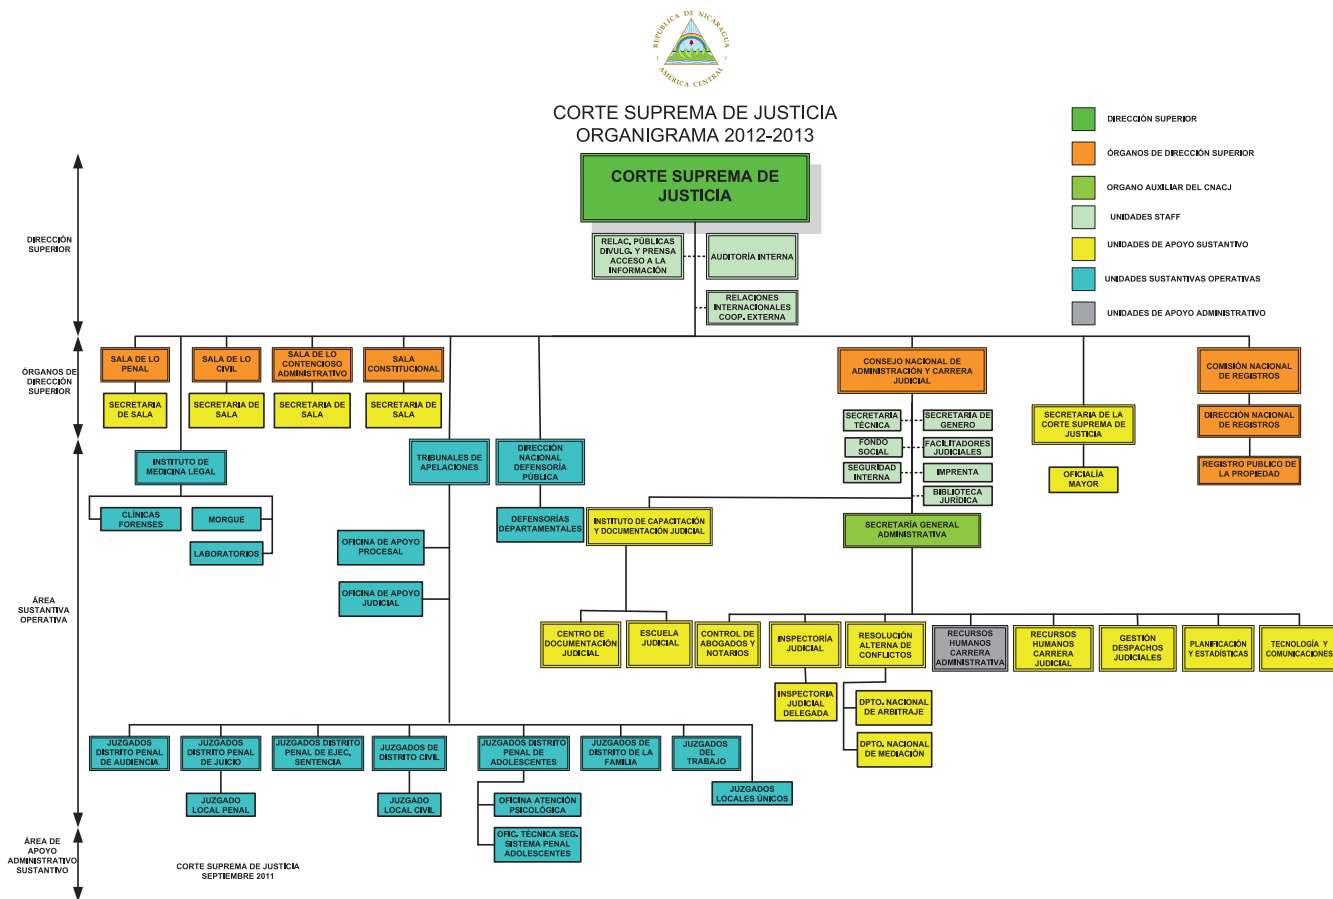 REPÚBLICA DE NICARAGUA
AMÉRICA CENTRAL
CORTE SUPREMA DE JUSTICIA
ORGANIGRAMA 2012-2013
DIRECCIÓN SUPERIOR
ÓRGANOS DE DIRECCIÓN SUPERIOR
ORGANO AUXILIAR DEL CNACJ
UNIDADES STAFF
UNIDADES DE APOYO SUSTANTIVO
UNIDADES SUSTANTIVAS OPERATIVAS
UNIDADES DE APOYO ADMINISTRATIVO
DIRECCIÓN
SUPERIOR
ÓRGANOS DE
DIRECCIÓN
SUPERIOR
ÁREA
SUSTANTIVA
OPERATIVA
ÁREA DE
APOYO
ADMINISTRATIVO
SUSTANTIVO
CORTE SUPREMA DE
JUSTICIA
RELAC. PÚBLICAS
DIVULG. Y PRENSA
ACCESO A LA
INFORMACIÓN
AUDITORÍA INTERNA
RELACIONES
INTERNACIONALES
COOP. EXTERNA
SALA DE LO
PENAL
SALA DE LO
CIVIL
SALA DE LO
CONTENCIOSO
ADMINISTRATIVO
SALA
CONSTITUCIONAL
CONSEJO NACIONAL DE
ADMINISTRACIÓN Y CARRERA
JUDICIAL
COMISIÓN NACIONAL
DE REGISTROS
SECRETARIA
DE SALA
SECRETARIA DE
SALA
SECRETARIA DE
SALA
SECRETARIA DE
SALA
SECRETARÍA
TÉCNICA
SECRETARIA DE
GENERO
FONDO
SOCIAL
FACILITADORES
JUDICIALES
SEGURIDAD
INTERNA
IMPRENTA
BIBLIOTECA
JURÍDICA
SECRETARIA DE LA
CORTE SUPREMA DE
JUSTICIA
OFICIALÍA
MAYOR
DIRECCIÓN NACIONAL
DE REGISTROS
REGISTRO PUBLICO DE
LA PROPIEDAD
INSTITUTO DE
MEDICINA LEGAL
CLÍNICAS
FORENSES
MORGUE
LABORATORIOS
TRIBUNALES DE
APELACIONES
DIRECCIÓN
NACIONAL
DEFENSORÍA
PÚBLICA
DEFENSORÍAS
DEPARTAMENTALES
OFICINA DE APOYO
PROCESAL
OFICINA DE APOYO
JUDICIAL
INSTITUTO DE CAPACITACIÓN
Y DOCUMENTACIÓN JUDICIAL
SECRETARÍA GENERAL
ADMINISTRATIVA
CENTRO DE
DOCUMENTACIÓN
JUDICIAL
ESCUELA
JUDICIAL
CONTROL DE
ABOGADOS Y
NOTARIOS
INSPECTORÍA
JUDICIAL
RESOLUCIÓN
ALTERNA DE
CONFLICTOS
RECURSOS
HUMANOS
CARRERA
ADMINISTRATIVA
RECURSOS
HUMANOS
CARRERA
JUDICIAL
GESTIÓN
DESPACHOS
JUDICIALES
PLANIFICACIÓN
Y ESTADÍSTICAS
TECNOLOGÍA Y
COMUNICACIONES
INSPECTORIA
JUDICIAL
DELEGADA
DPTO. NACIONAL
DE ARBITRAJE
DPTO. NACIONAL
DE MEDIACIÓN
JUZGADOS
DISTRITO PENAL
DE AUDIENCIA
JUZGADOS
DISTRITO PENAL
DE JUICIO
JUZGADOS DISTRITO
PENAL DE EJEC,
SENTENCIA
JUZGADOS DE
DISTRITO CIVIL
JUZGADOS DISTRITO
PENAL DE
ADOLESCENTES
JUZGADOS DE
DISTRITO DE LA
FAMILIA
JUZGADOS
DEL
TRABAJO
JUZGADOS
LOCALES ÚNICOS
JUZGADO
LOCAL PENAL
JUZGADO
LOCAL CIVIL
OFICINA ATENCIÓN
PSICOLÓGICA
OFIC. TÉCNICA SEG.
SISTEMA PENAL
ADOLESCENTES
CORTE SUPREMA DE JUSTICIA
SEPTIEMBRE 2011